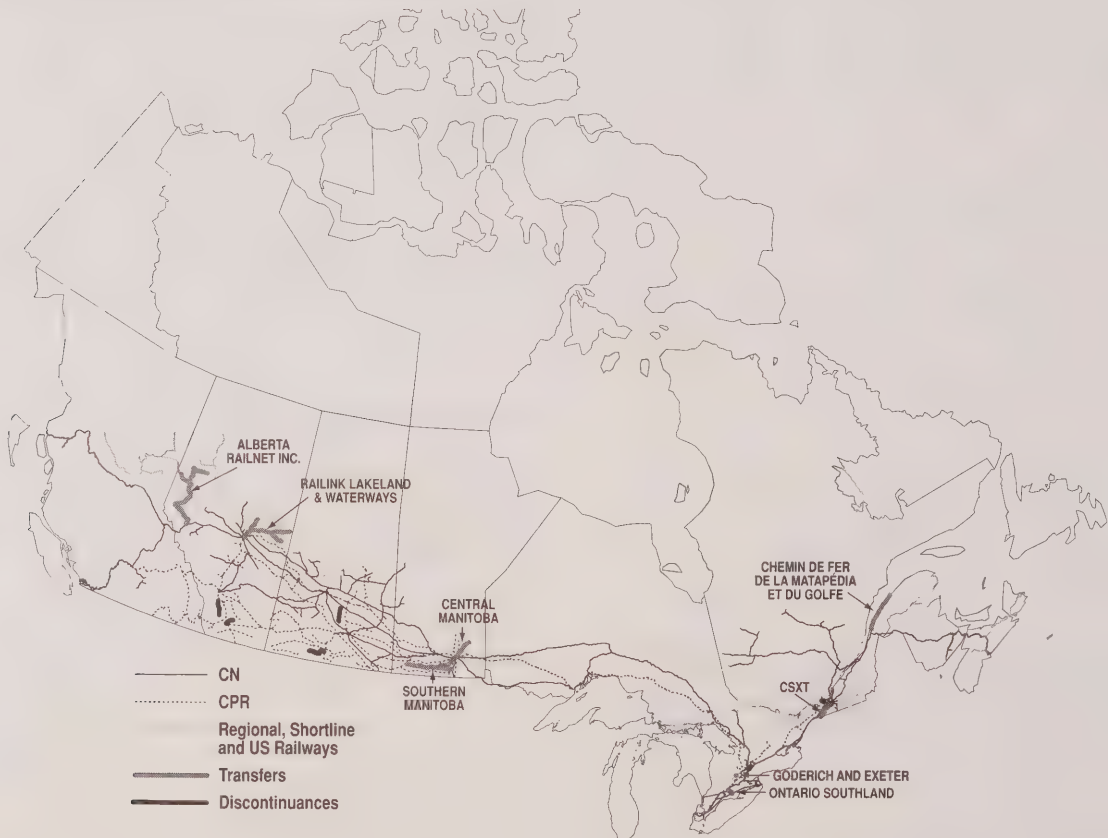 ALBERTA
RAILNET INC.
RAILINK LAKELAND
& WATERWAYS
CHEMIN DE FER
DE LA MATAPÉDIA
ET DU GOLFE
CENTRAL
MANITOBA
SOUTHERN
MANITOBA
CSXT
GODERICH AND EXETER
ONTARIO SOUTHLAND
CN
CPR
Regional, Shortline
and US Railways
Transfers
Discontinuances